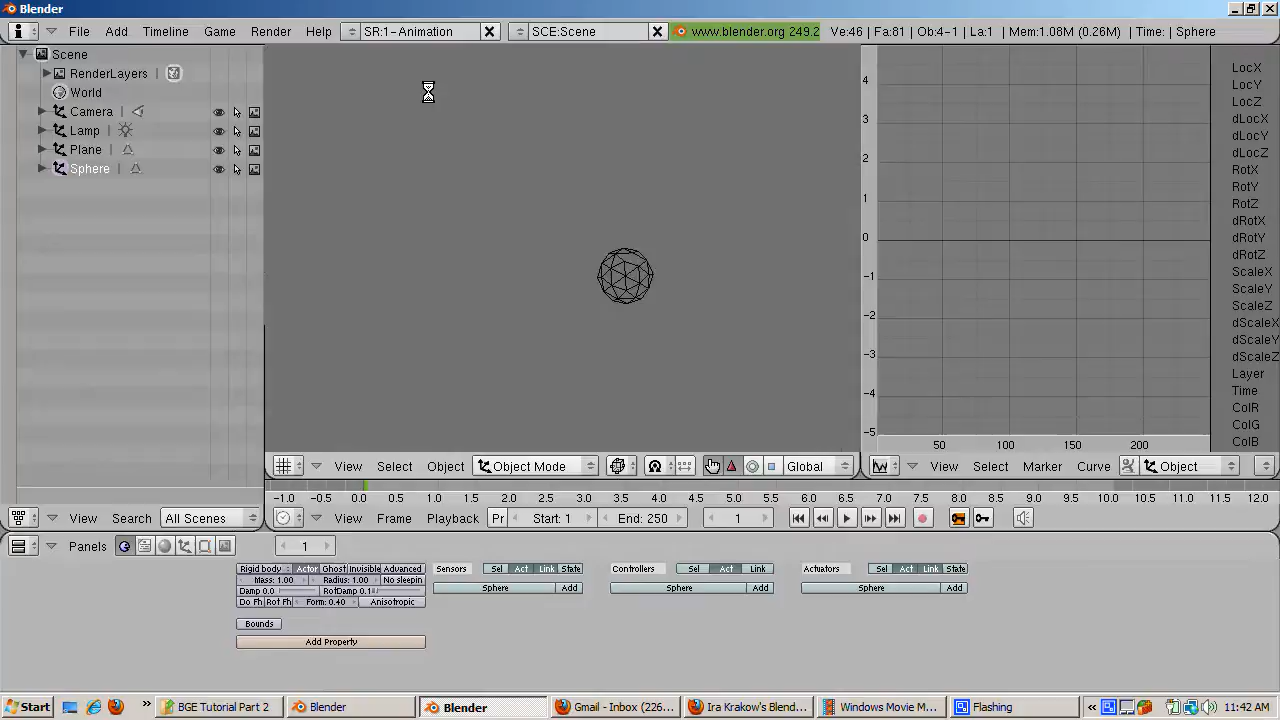 Blender
File Add Timeline Game Render Help SR:1-Animation SCE:Scene www.blender.org 249.2 Ve:46 | Fa:81 | Ob:4-1 | La:1 | Mem:1.08M (0.26M) | Time: | Sphere
Scene
RenderLayers
World
Camera
Lamp
Plane
Sphere
4
3
2
1
0
-1
-2
-3
-4
-5
50 100 150 200
LocX
LocY
LocZ
dLocX
dLocY
dLocZ
RotX
RotY
RotZ
dRotX
dRotY
dRotZ
ScaleX
ScaleY
ScaleZ
dScaleX
dScaleY
dScaleZ
Layer
Time
ColR
ColG
ColB
View Select Object Object Mode Global
View Select Marker Curve Object
-1.0 -0.5 0.0 0.5 1.0 1.5 2.0 2.5 3.0 3.5 4.0 4.5 5.0 5.5 6.0 6.5 7.0 7.5 8.0 8.5 9.0 9.5 10.0 10.5 11.0 11.5 12.0
View Search All Scenes
View Frame Playback Pr Start: 1 End: 250 1
Panels 1
Rigid body Actor Ghost Invisible Advanced
Mass: 1.00 Radius: 1.00 No sleepin
Damp 0.0 RotDamp 0.1
Do Fh Rot Fh Form: 0.40 Anisotropic
Bounds
Add Property
Sensors Sel Act Link State
Sphere Add
Controllers Sel Act Link
Sphere Add
Actuators Sel Act Link State
Sphere Add
Start BGE Tutorial Part 2 Blender Blender Gmail - Inbox (226... Ira Krakow's Blend... Windows Movie M... Flashing 11:42 AM